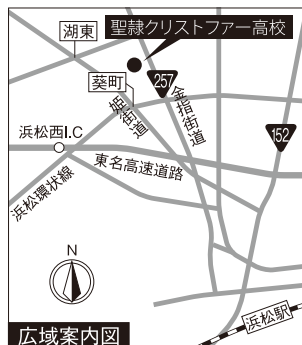 聖隷クリストファー高校
湖東
葵町
257
姫街道
金指街道
152
浜松西I.C
東名高速道路
浜松環状線
N
浜松駅
広域案内図